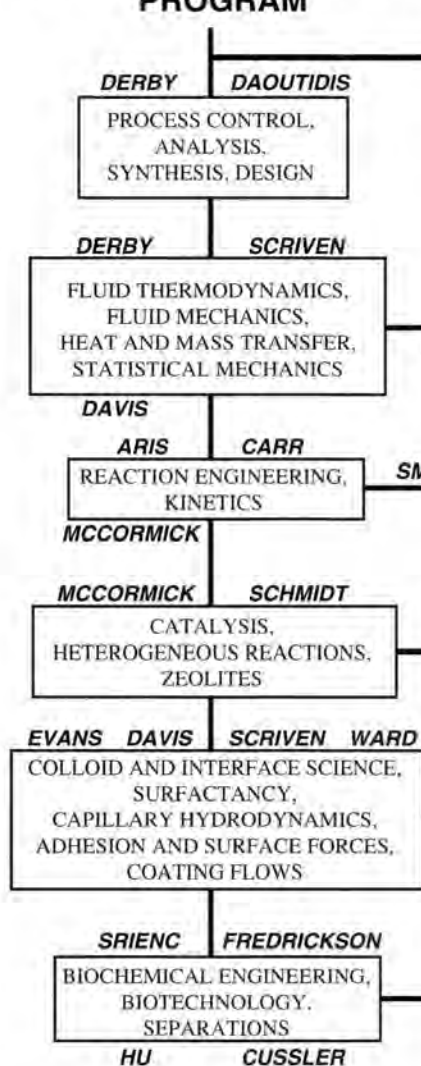 PROGRAM
DERBY DAOUTIDIS
PROCESS CONTROL,
ANALYSIS,
SYNTHESIS, DESIGN
DERBY SCRIVEN
FLUID THERMODYNAMICS,
FLUID MECHANICS,
HEAT AND MASS TRANSFER,
STATISTICAL MECHANICS
DAVIS
ARIS CARR
REACTION ENGINEERING, SM
KINETICS
MCCORMICK
MCCORMICK SCHMIDT
CATALYSIS,
HETEROGENEOUS REACTIONS,
ZEOLITES
EVANS DAVIS SCRIVEN WARD
COLLOID AND INTERFACE SCIENCE,
SURFACTANCY,
CAPILLARY HYDRODYNAMICS,
ADHESION AND SURFACE FORCES,
COATING FLOWS
SRIENC FREDRICKSON
BIOCHEMICAL ENGINEERING,
BIOTECHNOLOGY,
SEPARATIONS
HU CUSSLER